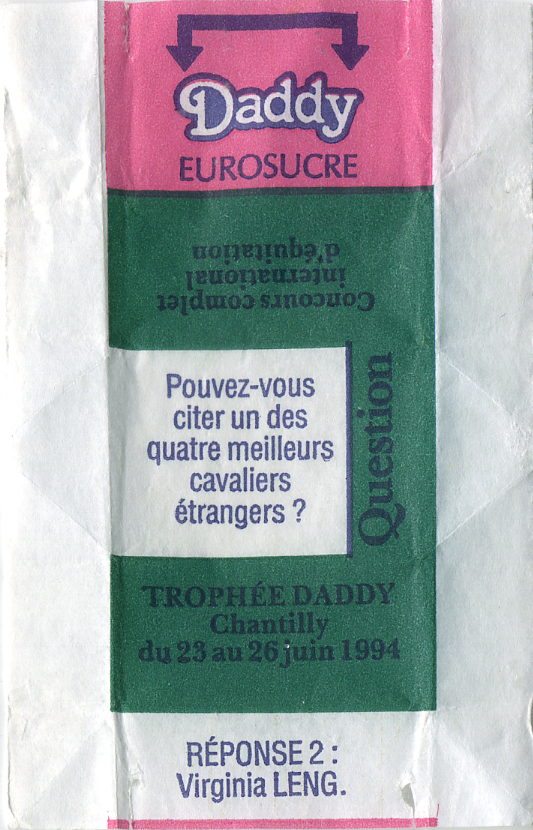 Daddy
EUROSUCRE
Concours complet
international
d'équitation
Pouvez-vous
citer un des
quatre meilleurs
cavaliers
étrangers ?
Question
TROPHÉE DADDY
Chantilly
du 23 au 26 juin 1994
RÉPONSE 2 :
Virginia LENG.